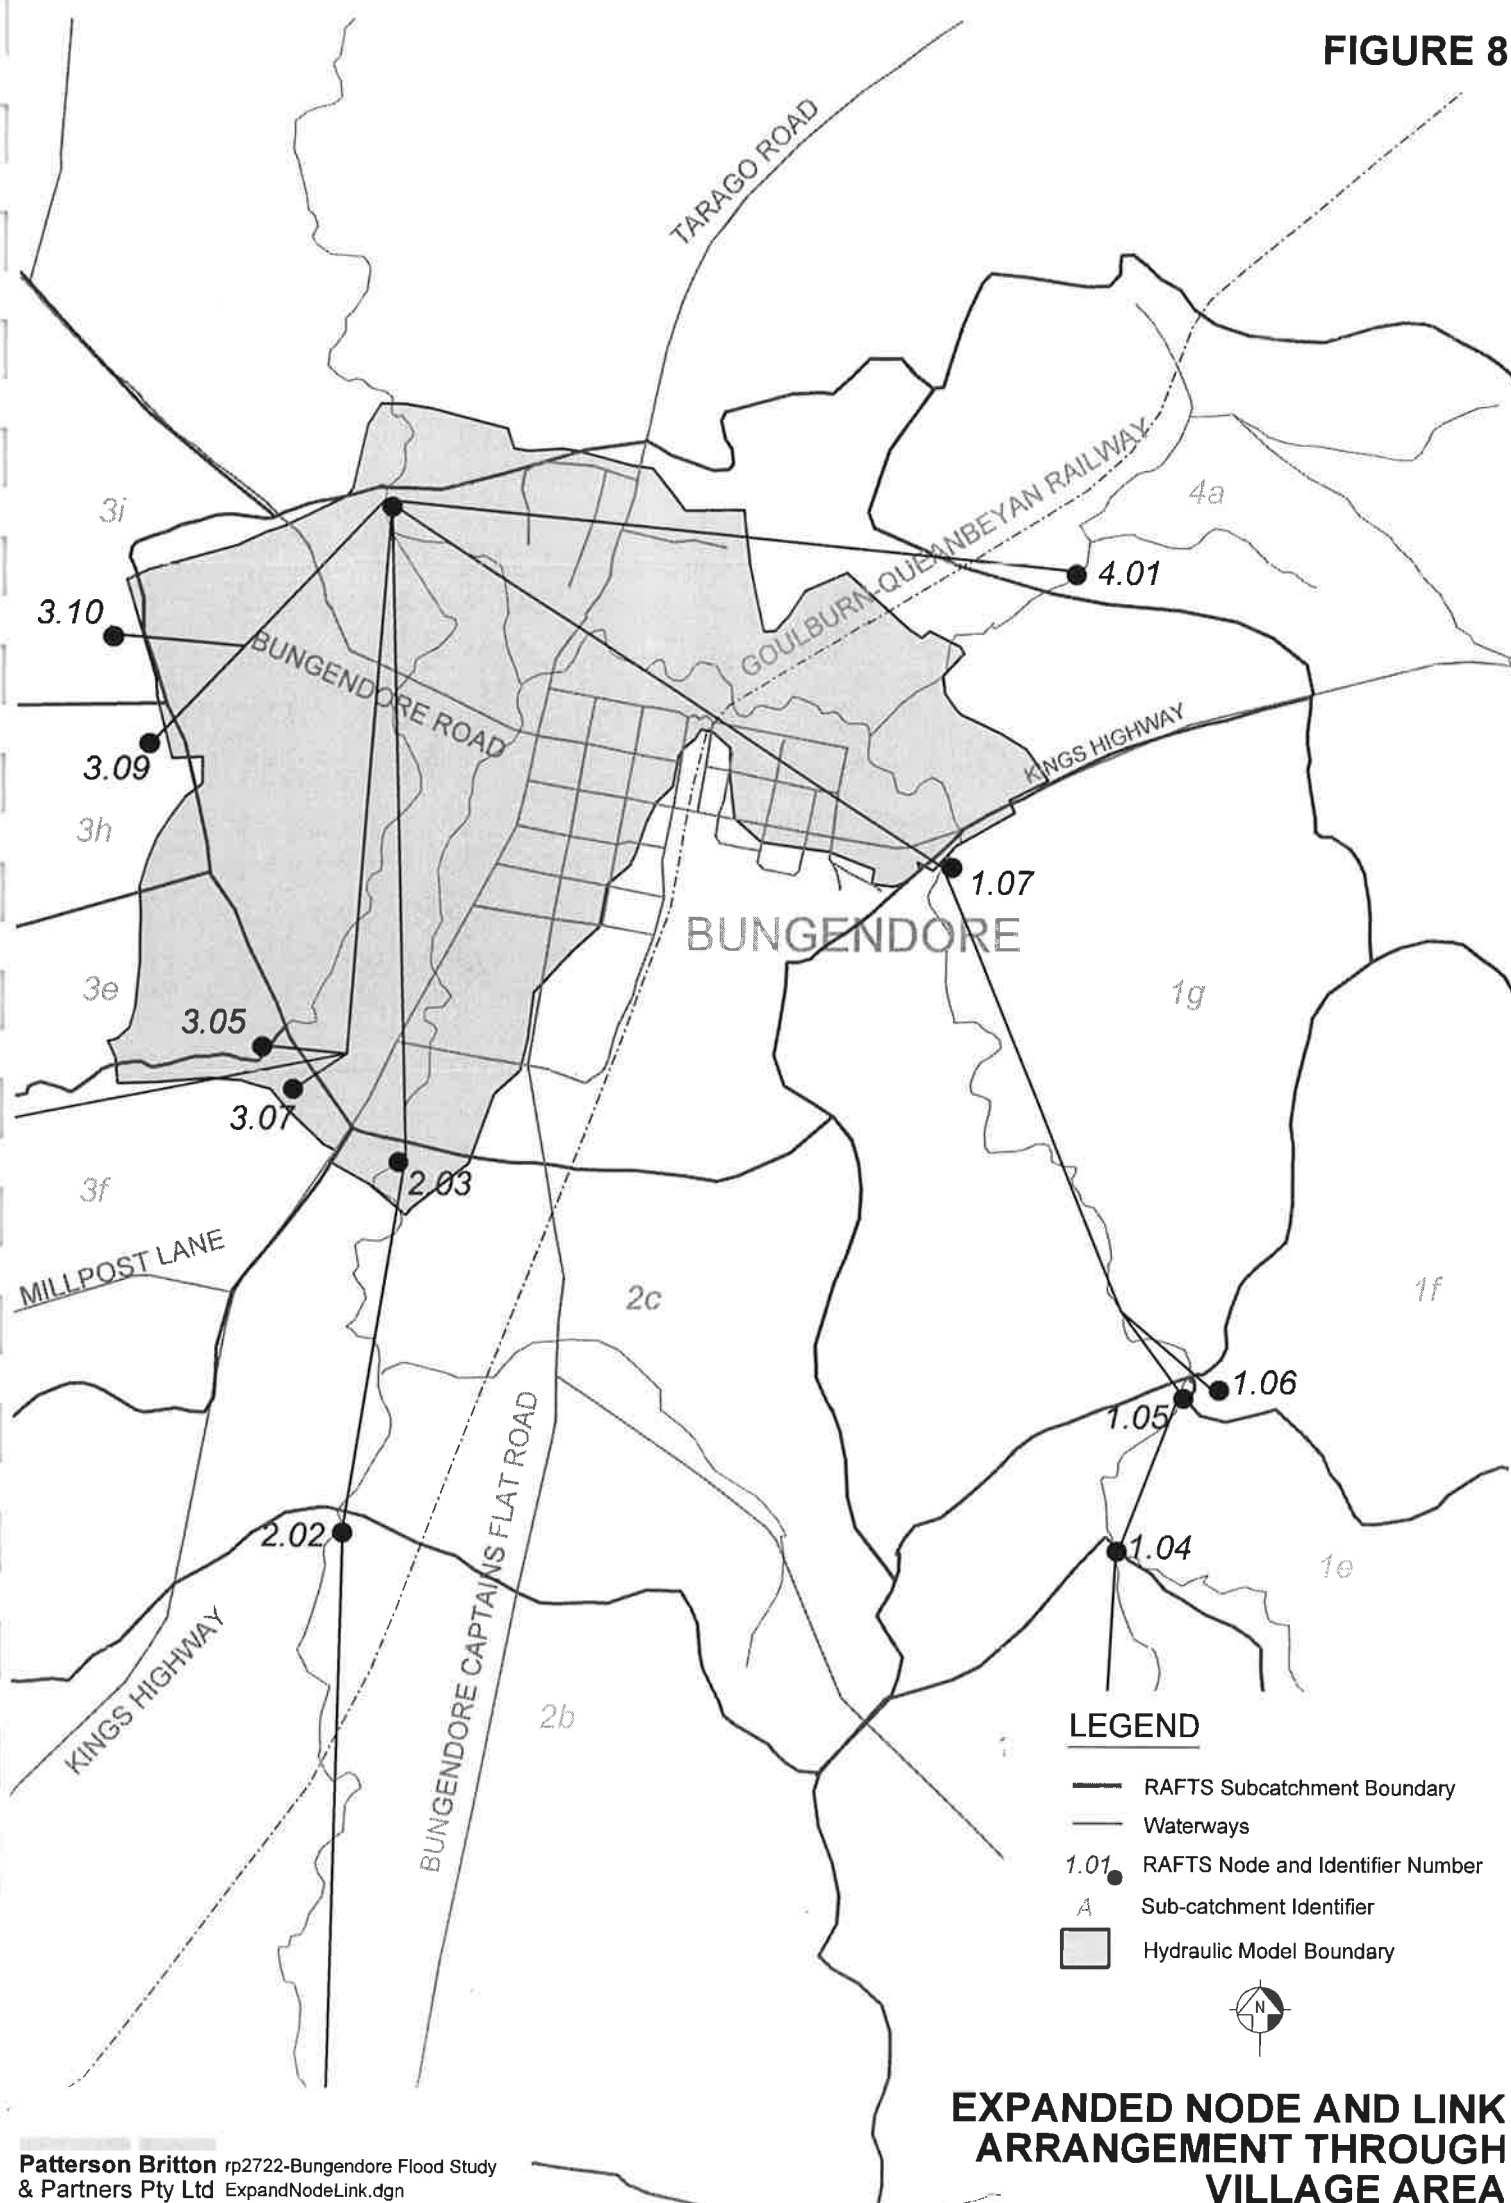 FIGURE 8
TARAGO ROAD
GOULBURN-QUEANBEYAN RAILWAY
3i
4a
4.01
3.10
BUNGENDORE ROAD
KINGS HIGHWAY
3.09
3h
1.07
BUNGENDORE
3e
1g
3.05
3.07
2.03
3f
MILLPOST LANE
2c
1f
1.06
1.05
2.02
1.04
1e
BUNGENDORE CAPTAINS FLAT ROAD
KINGS HIGHWAY
2b
LEGEND
RAFTS Subcatchment Boundary
Waterways
1.01 RAFTS Node and Identifier Number
A Sub-catchment Identifier
Hydraulic Model Boundary
N
EXPANDED NODE AND LINK
ARRANGEMENT THROUGH
VILLAGE AREA
Patterson Britton rp2722-Bungendore Flood Study
& Partners Pty Ltd ExpandNodeLink.dgn